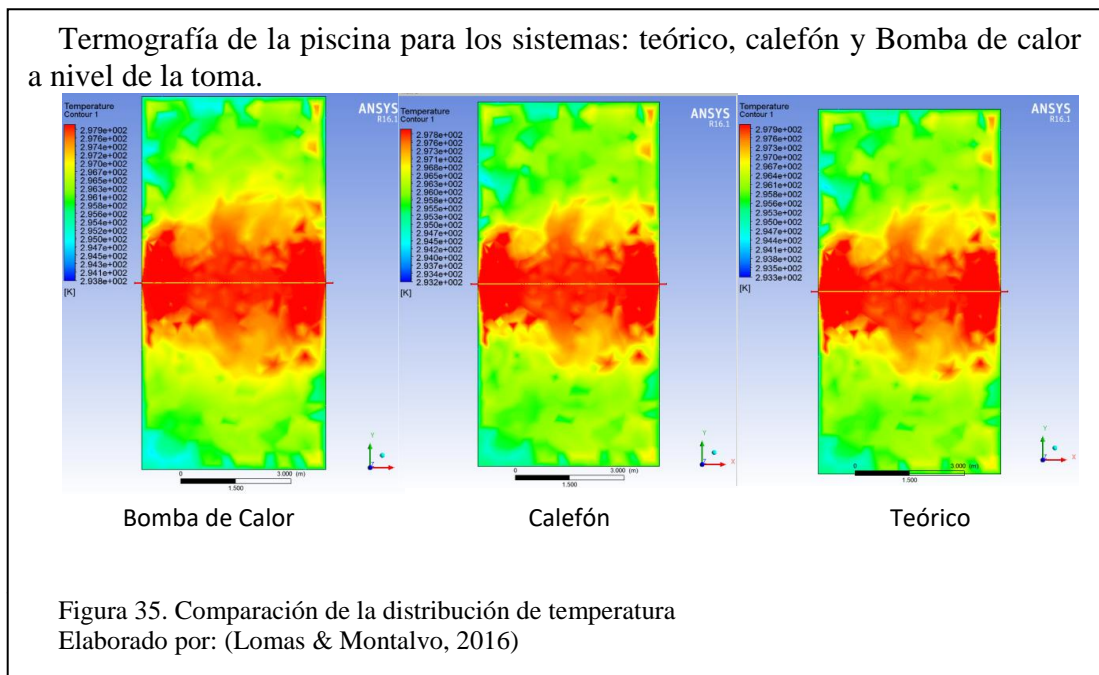 Termografía de la piscina para los sistemas: teórico, calefón y Bomba de calor
a nivel de la toma.
Temperature
Contour 1
2.979e+002
2.976e+002
2.974e+002
2.972e+002
2.970e+002
2.967e+002
2.965e+002
2.963e+002
2.961e+002
2.958e+002
2.956e+002
2.954e+002
2.952e+002
2.950e+002
2.947e+002
2.945e+002
2.943e+002
2.941e+002
2.938e+002
[K]
ANSYS
R16.1
Y
X
0
3.000 (m)
1.500
Temperature
Contour 1
2.978e+002
2.976e+002
2.973e+002
2.971e+002
2.968e+002
2.965e+002
2.963e+002
2.960e+002
2.958e+002
2.955e+002
2.953e+002
2.950e+002
2.947e+002
2.945e+002
2.942e+002
2.940e+002
2.937e+002
2.934e+002
2.932e+002
[K]
ANSYS
R16.1
Y
X
0
3.000 (m)
1.500
Temperature
Contour 1
2.979e+002
2.976e+002
2.973e+002
2.970e+002
2.967e+002
2.964e+002
2.961e+002
2.958e+002
2.956e+002
2.953e+002
2.950e+002
2.947e+002
2.944e+002
2.941e+002
2.938e+002
2.935e+002
2.933e+002
[K]
ANSYS
R16.1
Y
X
0
3.000 (m)
1.500
Bomba de Calor
Calefón
Teórico
Figura 35. Comparación de la distribución de temperatura
Elaborado por: (Lomas & Montalvo, 2016)